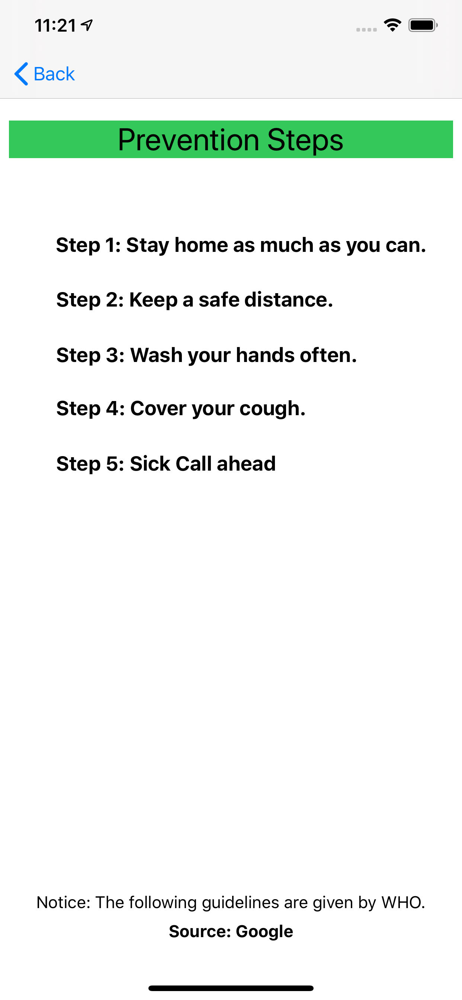 11:21
Back
Prevention Steps
Step 1: Stay home as much as you can.
Step 2: Keep a safe distance.
Step 3: Wash your hands often.
Step 4: Cover your cough.
Step 5: Sick Call ahead
Notice: The following guidelines are given by WHO.
Source: Google